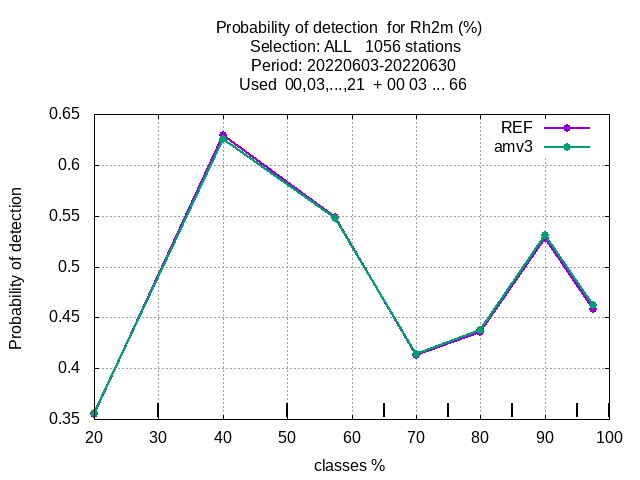 Probability of detection  for Rh2m (%)
Selection: ALL   1056 stations
Period: 20220603-20220630
Used  00,03,...,21  + 00 03 ... 66
REF
amv3
Probability of detection
0.65
0.6
0.55
0.5
0.45
0.4
0.35
20 30 40 50 60 70 80 90 100
classes %